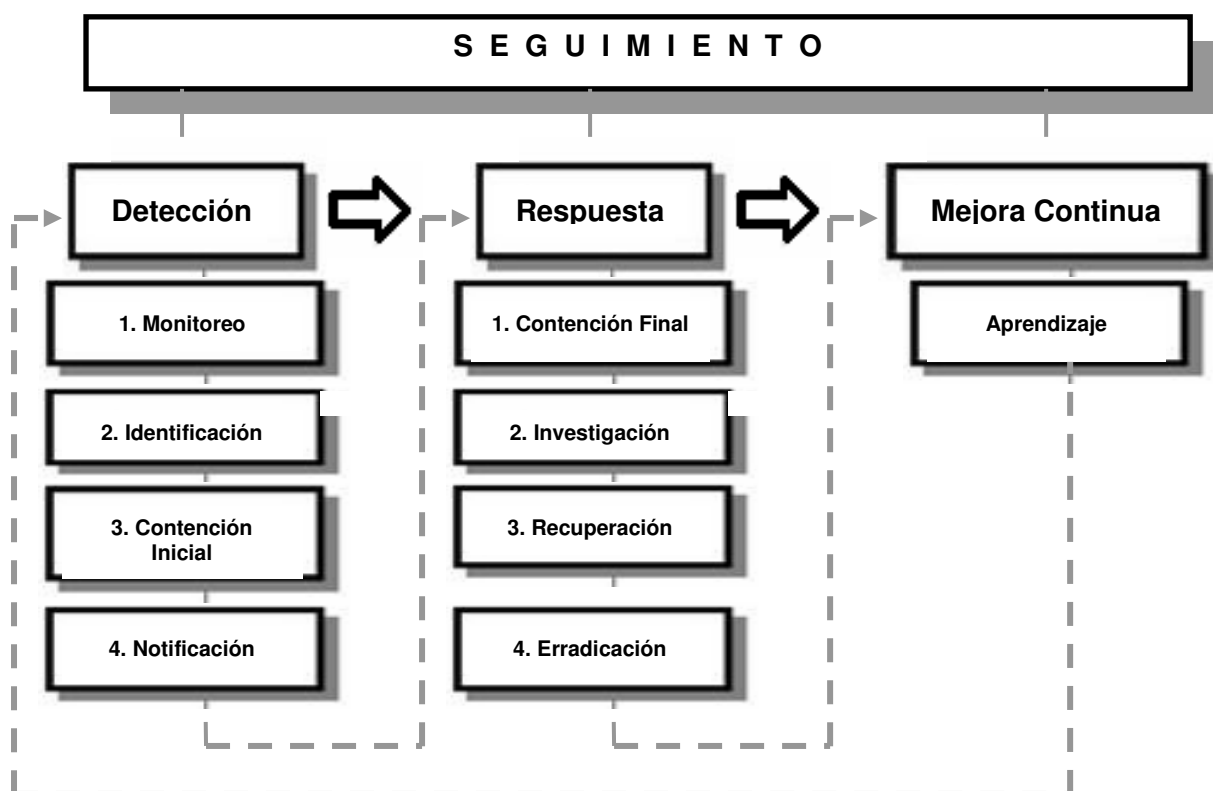 S E G U I M I E N T O
Detección
1. Monitoreo
2. Identificación
3. Contención
Inicial
4. Notificación
Respuesta
1. Contención Final
2. Investigación
3. Recuperación
4. Erradicación
Mejora Continua
Aprendizaje